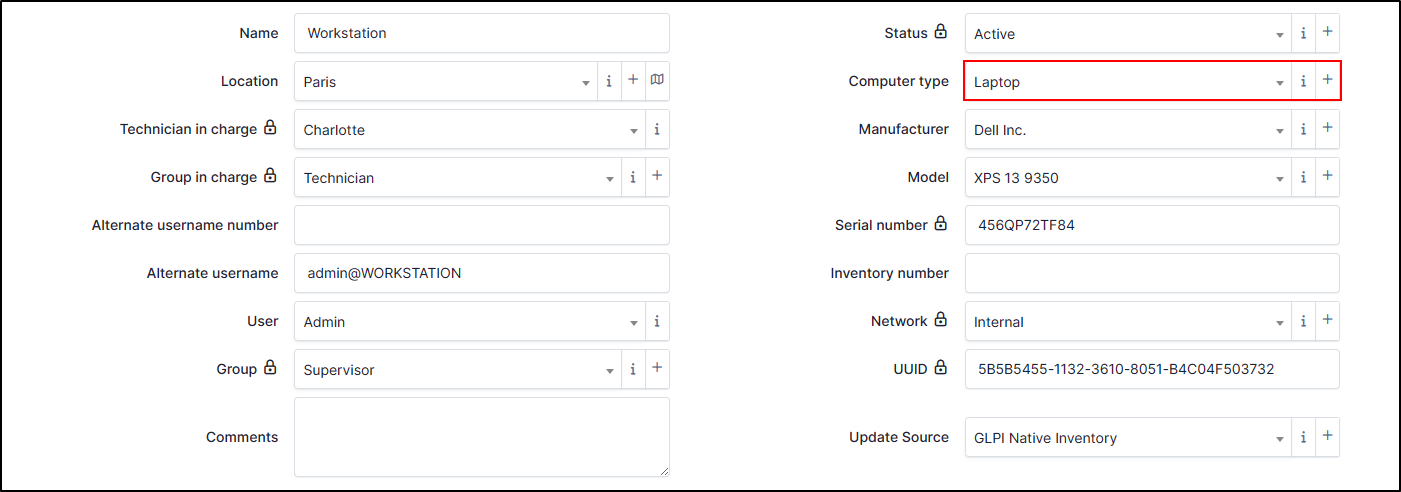 Name Workstation
Location Paris
Technician in charge Charlotte
Group in charge Technician
Alternate username number
Alternate username admin@WORKSTATION
User Admin
Group Supervisor
Comments
Status Active
Computer type Laptop
Manufacturer Dell Inc.
Model XPS 13 9350
Serial number 456QP72TF84
Inventory number
Network Internal
UUID 5B5B5455-1132-3610-8051-B4C04F503732
Update Source GLPI Native Inventory